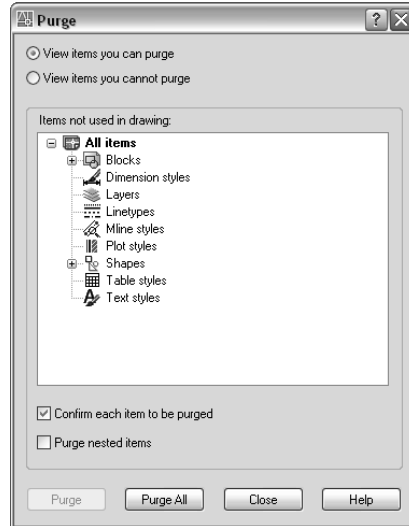 Purge
View items you can purge
View items you cannot purge
Items not used in drawing:
All items
Blocks
Dimension styles
Layers
Linetypes
Mline styles
Plot styles
Shapes
Table styles
Text styles
Confirm each item to be purged
Purge nested items
Purge Purge All Close Help